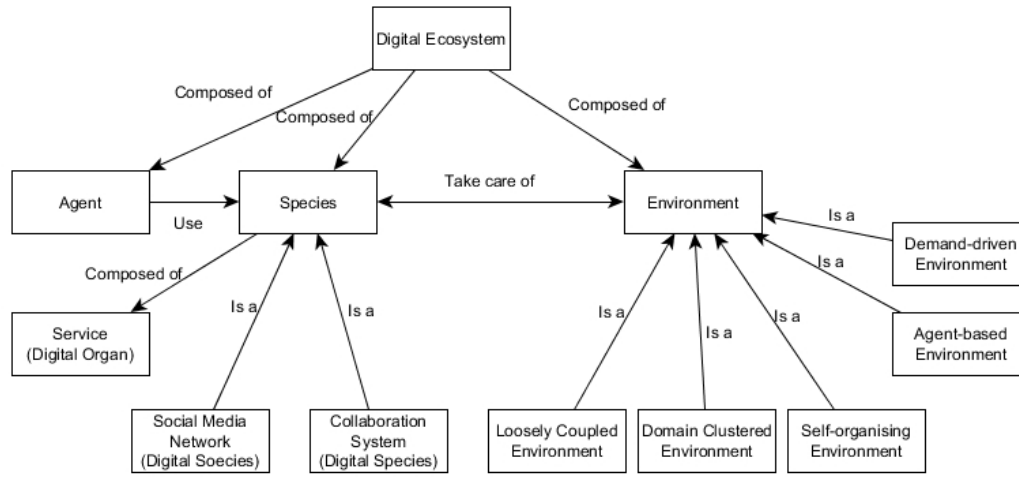 Digital Ecosystem
Composed of
Composed of
Composed of
Agent
Use
Species
Take care of
Environment
Is a
Demand-driven
Environment
Composed of
Is a
Is a
Is a
Is a
Is a
Is a
Service
(Digital Organ)
Agent-based
Environment
Social Media
Network
(Digital Soecies)
Collaboration
System
(Digital Species)
Loosely Coupled
Environment
Domain Clustered
Environment
Self-organising
Environment